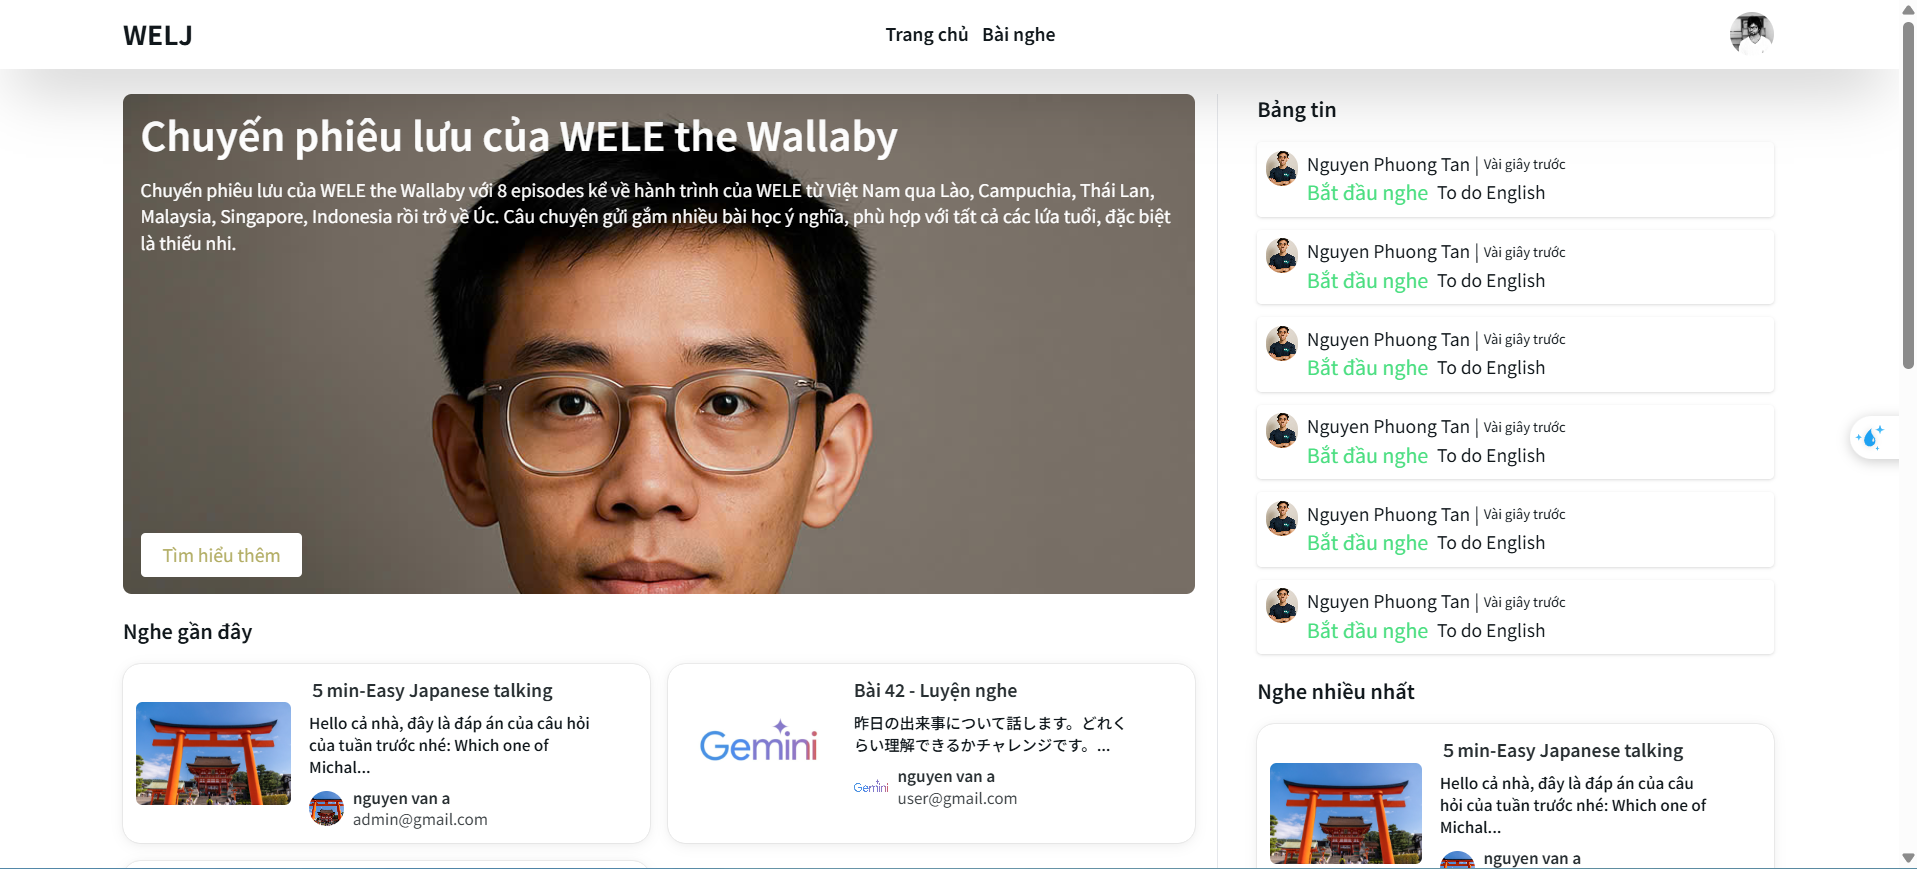 WELJ
Trang chủ Bài nghe
Chuyến phiêu lưu của WELE the Wallaby
Chuyến phiêu lưu của WELE the Wallaby với 8 episodes kể về hành trình của WELE từ Việt Nam qua Lào, Campuchia, Thái Lan,
Malaysia, Singapore, Indonesia rồi trở về Úc. Câu chuyện gửi gắm nhiều bài học ý nghĩa, phù hợp với tất cả các lứa tuổi, đặc biệt
là thiếu nhi.
Tìm hiểu thêm
Nghe gần đây
5 min-Easy Japanese talking
Hello cả nhà, đây là đáp án của câu hỏi
của tuần trước nhé: Which one of
Michal...
nguyen van a
admin@gmail.com
Gemini
Bài 42 - Luyện nghe
昨日の出来事について話します。どれく
らい理解できるかチャレンジです。...
Gemini
nguyen van a
user@gmail.com
Bảng tin
Nguyen Phuong Tan | Vài giây trước
Bắt đầu nghe To do English
Nguyen Phuong Tan | Vài giây trước
Bắt đầu nghe To do English
Nguyen Phuong Tan | Vài giây trước
Bắt đầu nghe To do English
Nguyen Phuong Tan | Vài giây trước
Bắt đầu nghe To do English
Nguyen Phuong Tan | Vài giây trước
Bắt đầu nghe To do English
Nguyen Phuong Tan | Vài giây trước
Bắt đầu nghe To do English
Nghe nhiều nhất
5 min-Easy Japanese talking
Hello cả nhà, đây là đáp án của câu
hỏi của tuần trước nhé: Which one of
Michal...
nguyen van a